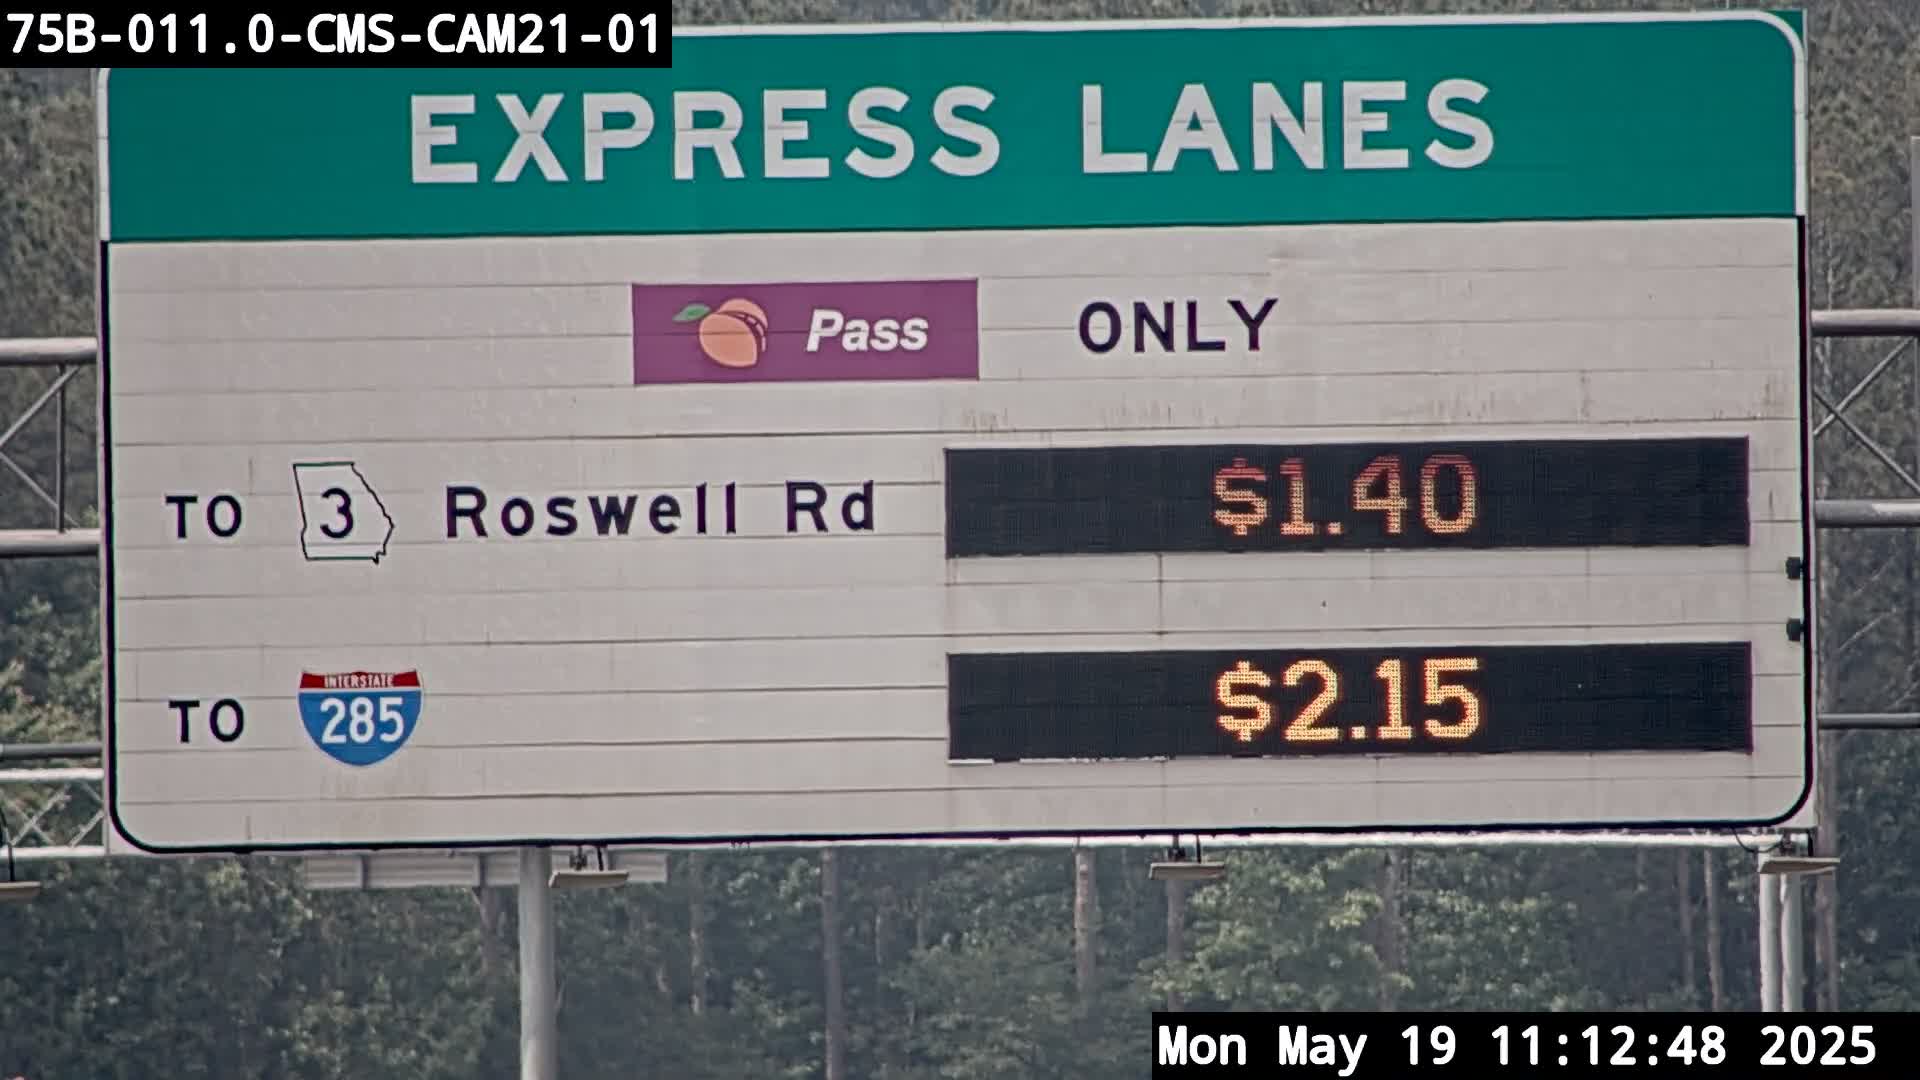 75B-011.0-CMS-CAM21-01
EXPRESS LANES
Pass ONLY
TO 3 Roswell Rd $1.40
INTERSTATE
TO 285 $2.15
Mon May 19 11:12:48 2025